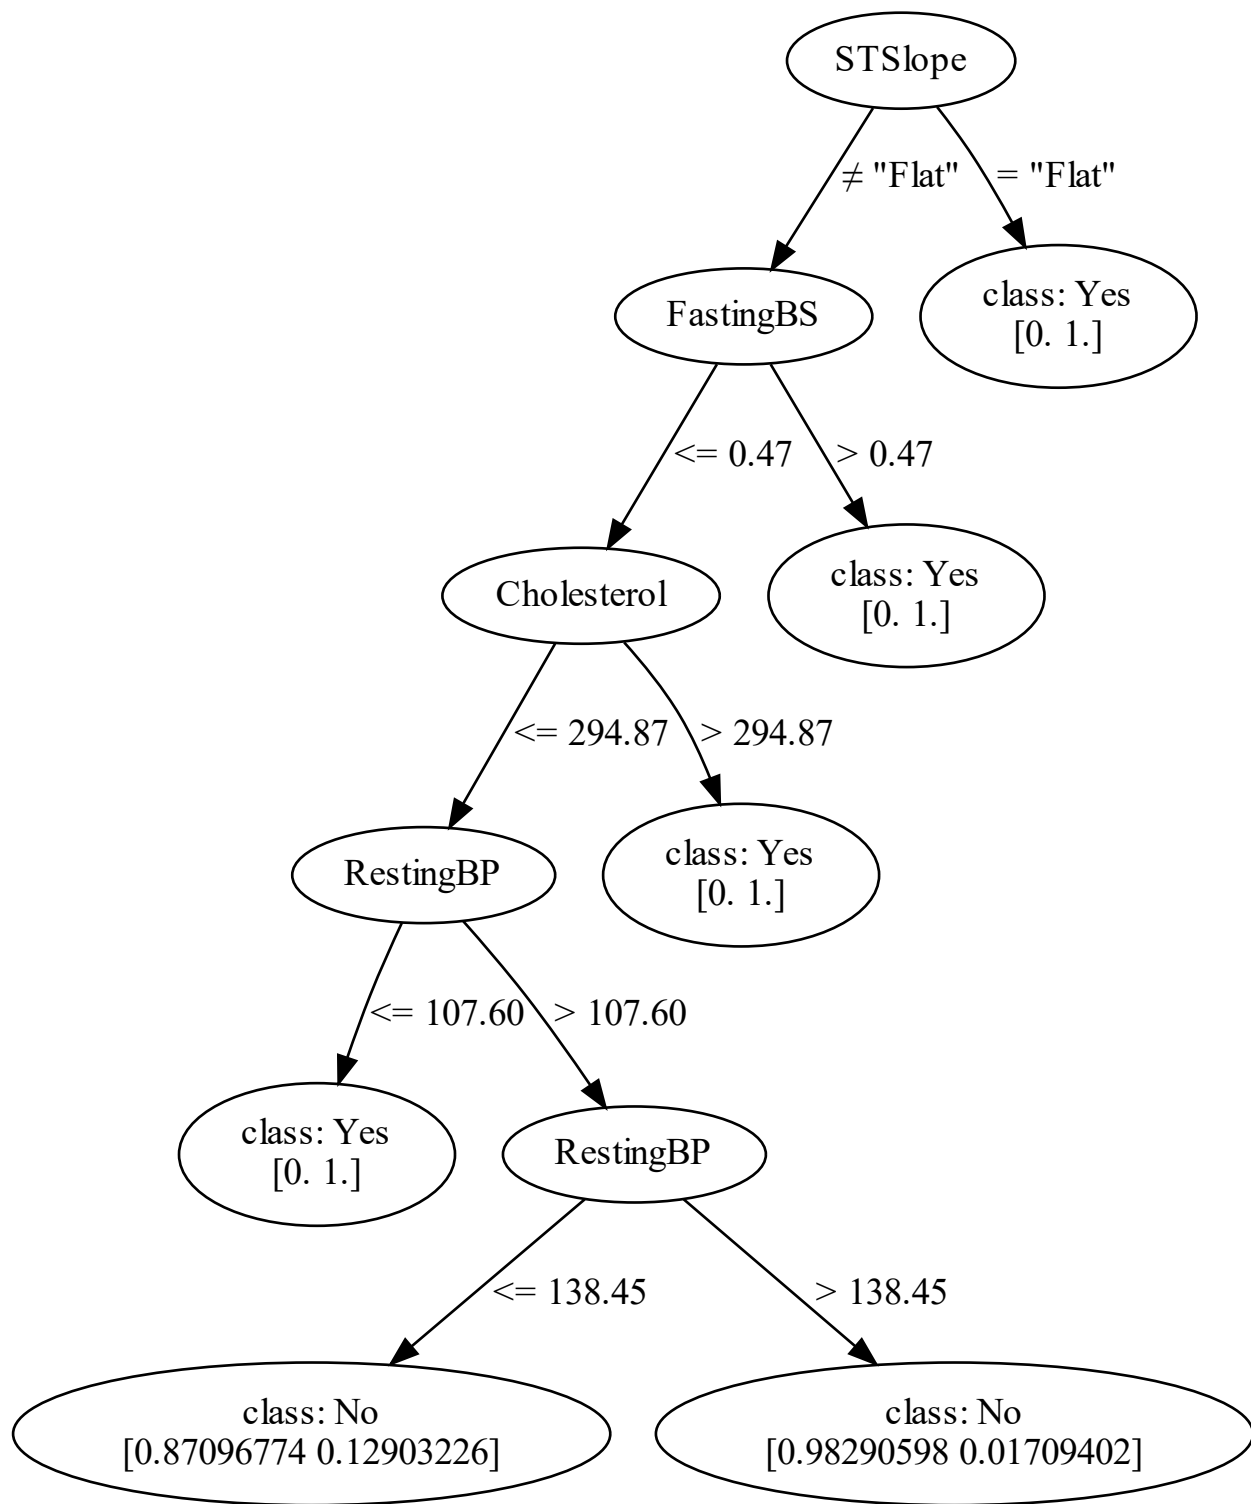 STSlope
≠ "Flat"
= "Flat"
FastingBS
class: Yes
[0. 1.]
<= 0.47
> 0.47
Cholesterol
class: Yes
[0. 1.]
<= 294.87
> 294.87
RestingBP
class: Yes
[0. 1.]
<= 107.60
> 107.60
class: Yes
[0. 1.]
RestingBP
<= 138.45
> 138.45
class: No
[0.87096774 0.12903226]
class: No
[0.98290598 0.01709402]